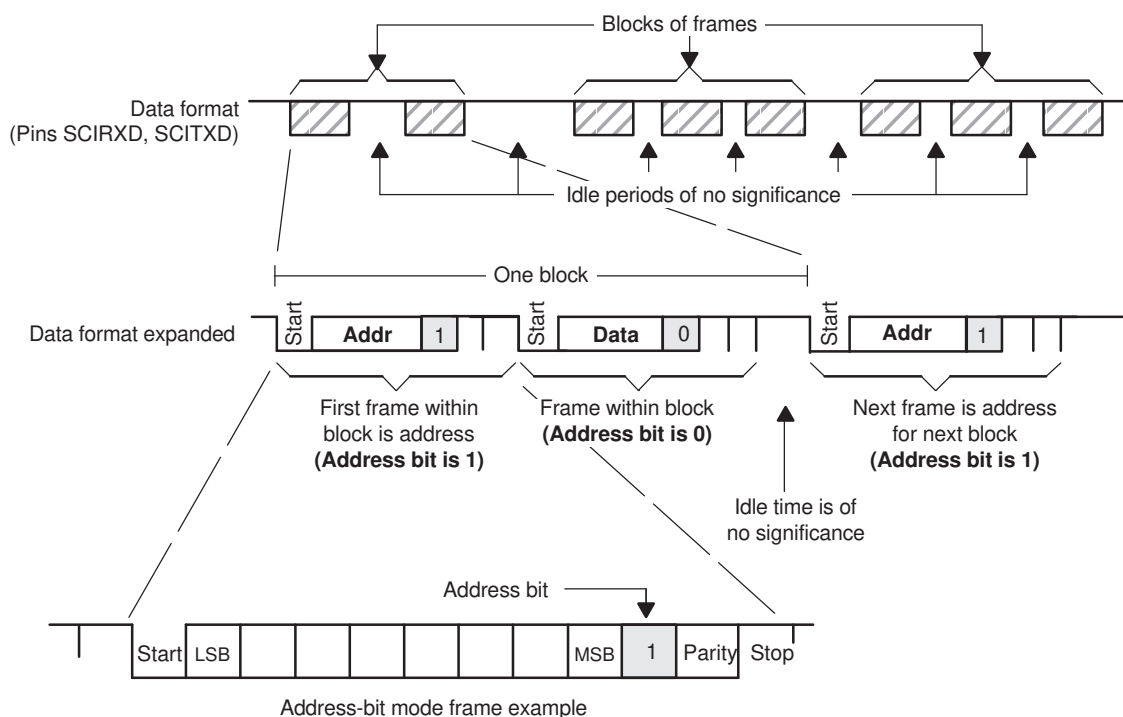 Blocks of frames
Data format
(Pins SCIRXD, SCITXD)
Idle periods of no significance
One block
Data format expanded
Start
Addr
1
Start
Data
0
Start
Addr
1
First frame within
block is address
(Address bit is 1)
Frame within block
(Address bit is 0)
Next frame is address
for next block
(Address bit is 1)
Idle time is of
no significance
Address bit
Start
LSB
MSB
1
Parity
Stop
Address-bit mode frame example